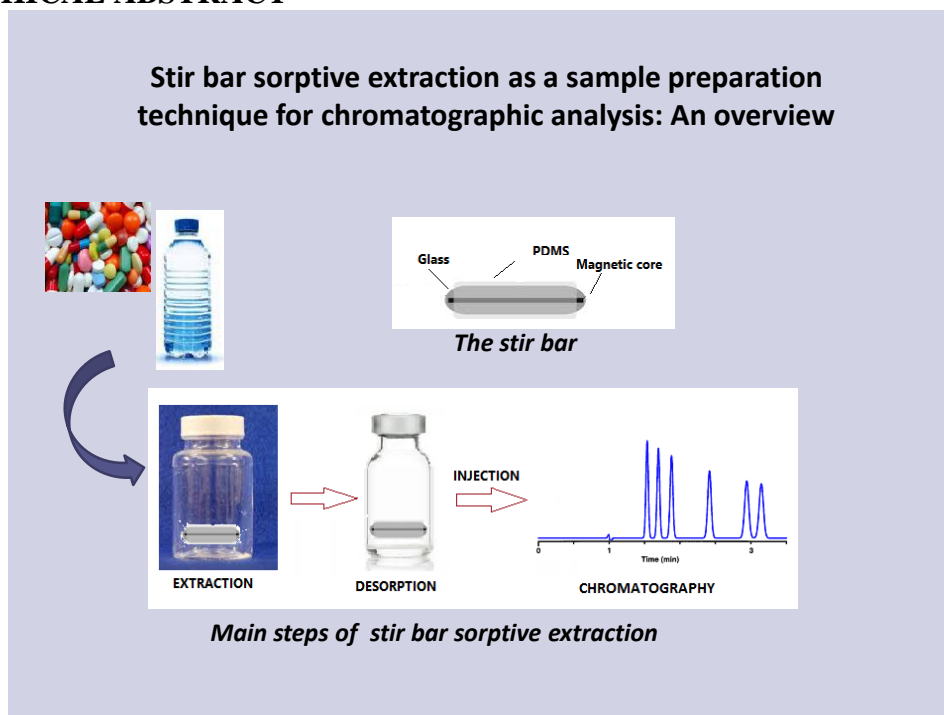 Stir bar sorptive extraction as a sample preparation
technique for chromatographic analysis: An overview
Glass
PDMS
Magnetic core
The stir bar
INJECTION
EXTRACTION
DESORPTION
0
1
3
Time (min)
CHROMATOGRAPHY
Main steps of stir bar sorptive extraction